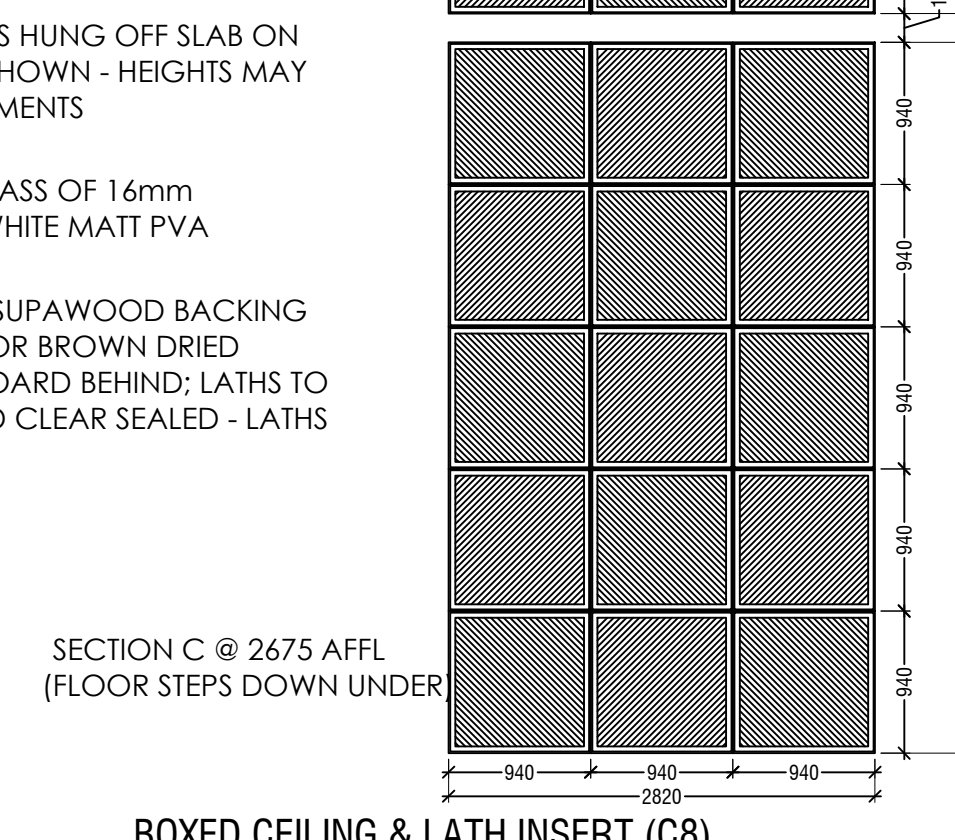 S HUNG OFF SLAB ON
HOWN - HEIGHTS MAY
MENTS
ASS OF 16mm
WHITE MATT PVA
SUPAWOOD BACKING
OR BROWN DRIED
OARD BEHIND; LATHS TO
D CLEAR SEALED - LATHS
SECTION C @ 2675 AFFL
(FLOOR STEPS DOWN UNDER)
940
940
940
940
940
940
940
940
2820
BOXED CEILING & LATH INSERT (C8)